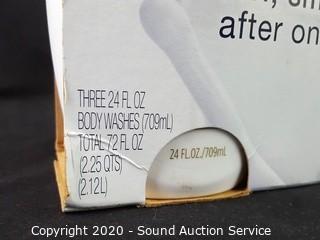 after on
THREE 24 FL OZ
BODY WASHES (709mL)
TOTAL 72 FL OZ
(2.25 QTS)
(2.12L)
24 FL.OZ./709mL
Copyright 2020 - Sound Auction Service